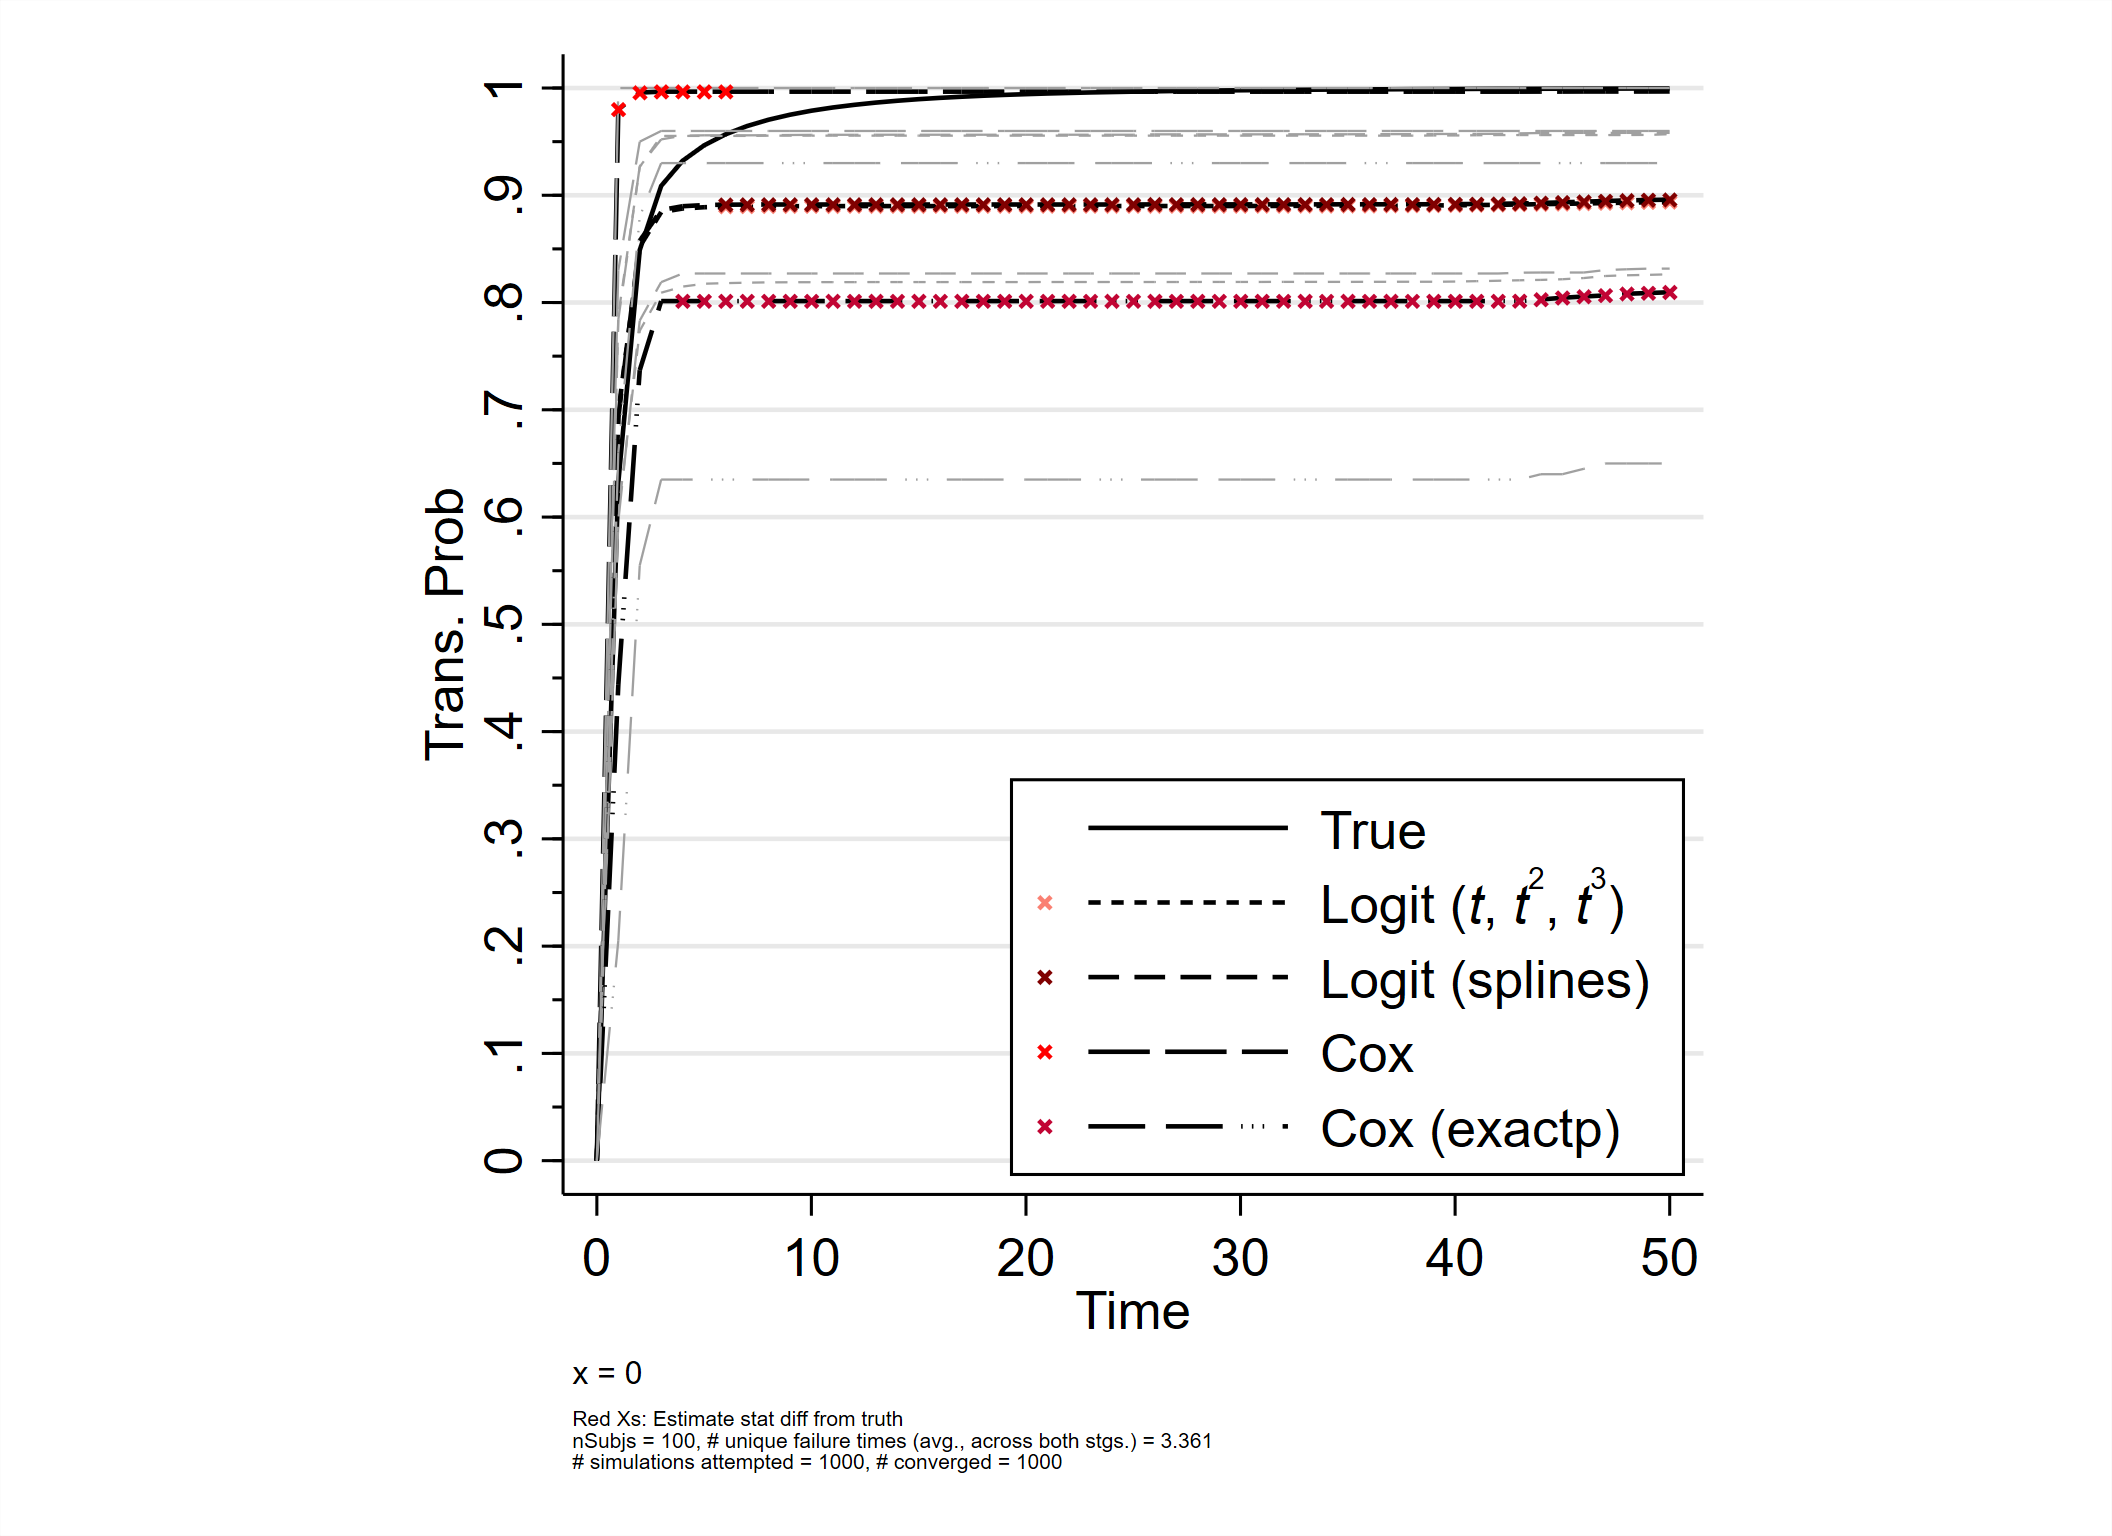 Trans. Prob
1
.9
.8
.7
.6
.5
.4
.3
.2
.1
0
True
Logit (t, t², t³)
Logit (splines)
Cox
Cox (exactp)
0 10 20 30 40 50
Time
x = 0
Red Xs: Estimate stat diff from truth
nSubjs = 100, # unique failure times (avg., across both stgs.) = 3.361
# simulations attempted = 1000, # converged = 1000